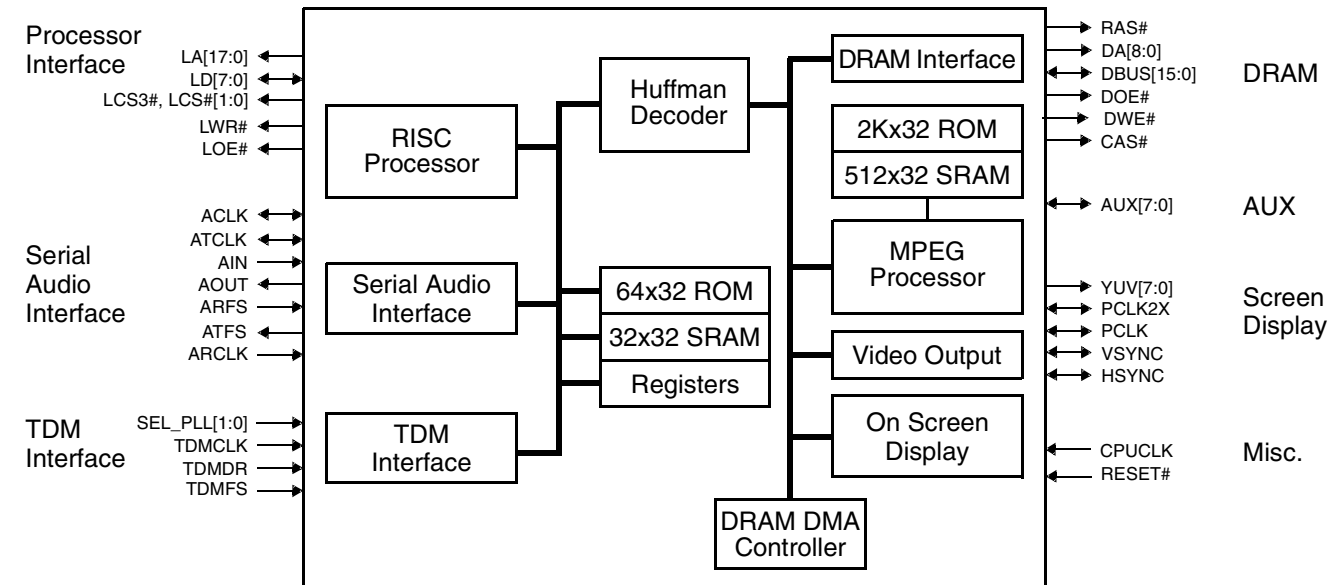 Processor
Interface
LA[17:0]
LD[7:0]
LCS3#, LCS#[1:0]
LWR#
LOE#
Serial
Audio
Interface
ACLK
ATCLK
AIN
AOUT
ARFS
ATFS
ARCLK
TDM
Interface
SEL_PLL[1:0]
TDMCLK
TDMDR
TDMFS
RISC
Processor
Serial Audio
Interface
TDM
Interface
Huffman
Decoder
64x32 ROM
32x32 SRAM
Registers
DRAM Interface
2Kx32 ROM
512x32 SRAM
MPEG
Processor
Video Output
On Screen
Display
DRAM DMA
Controller
RAS#
DA[8:0]
DBUS[15:0]
DOE#
DWE#
CAS#
DRAM
AUX[7:0]
AUX
YUV[7:0]
PCLK2X
PCLK
VSYNC
HSYNC
Screen
Display
CPUCLK
RESET#
Misc.